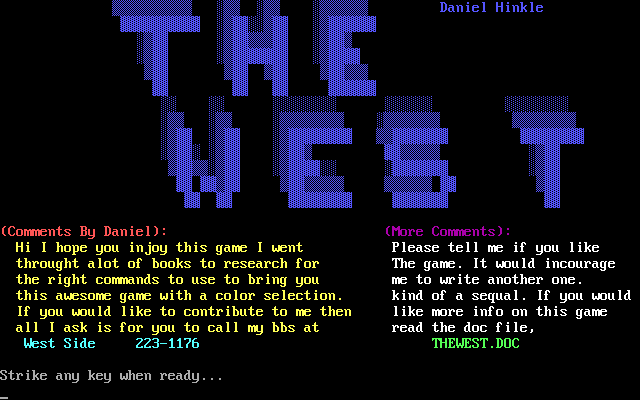 Daniel Hinkle
THE
WEST
(Comments By Daniel):
Hi I hope you injoy this game I went
throught alot of books to research for
the right commands to use to bring you
this awesome game with a color selection.
If you would like to contribute to me then
all I ask is for you to call my bbs at
West Side 223-1176
(More Comments):
Please tell me if you like
The game. It would incourage
me to write another one.
kind of a sequal. If you would
like more info on this game
read the doc file,
THEWEST.DOC
Strike any key when ready...